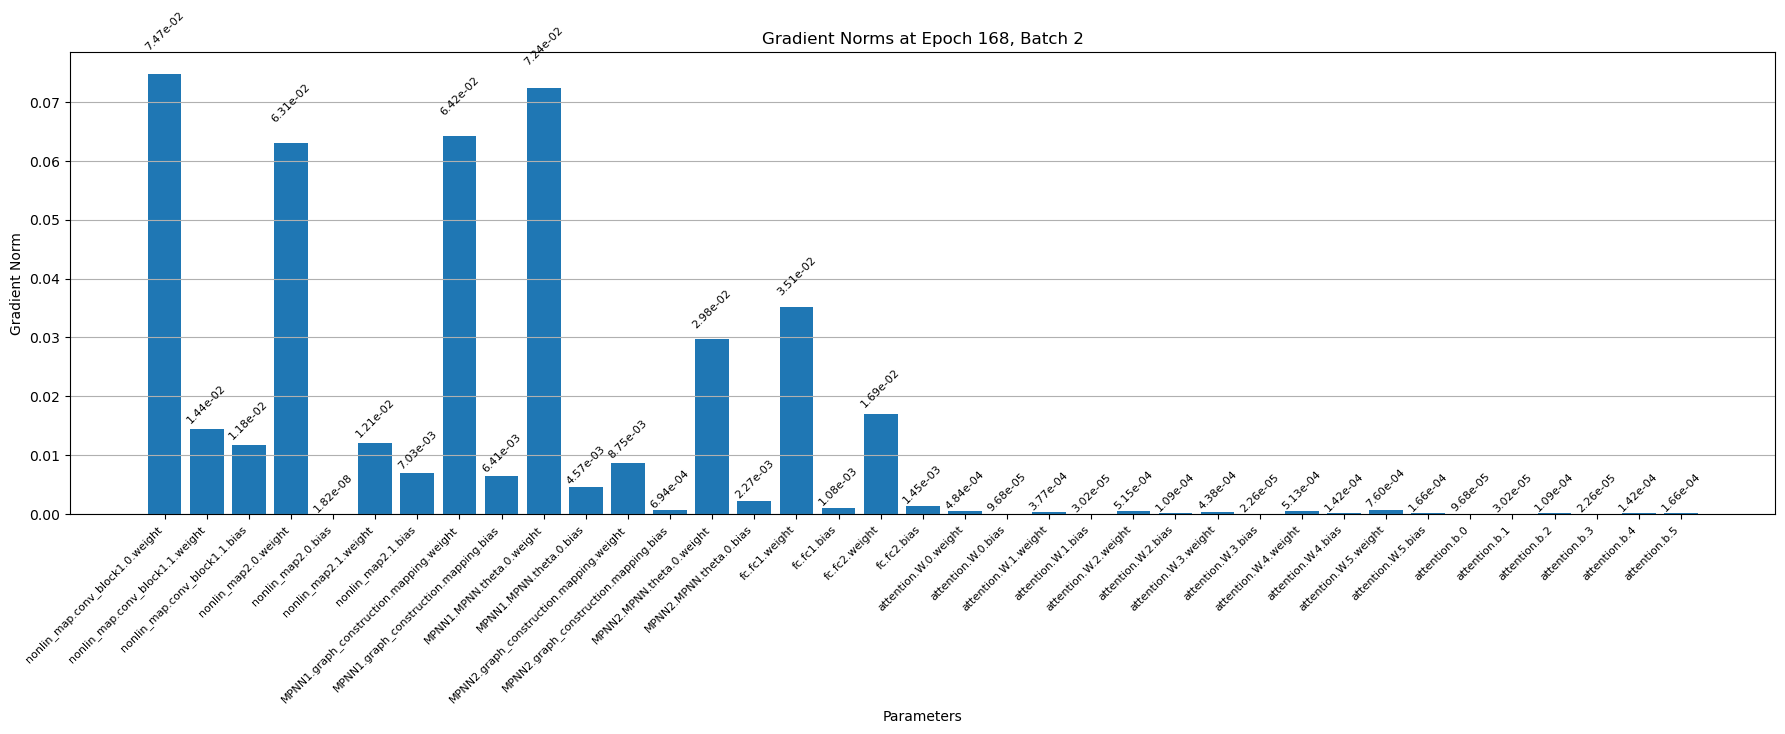 Gradient Norms at Epoch 168, Batch 2
Gradient Norm
0.07
0.06
0.05
0.04
0.03
0.02
0.01
0.00
7.47e-02
1.44e-02
1.18e-02
6.31e-02
1.82e-08
1.21e-02
7.03e-03
6.42e-02
6.41e-03
7.24e-02
4.57e-03
8.75e-03
6.94e-04
2.98e-02
2.27e-03
3.51e-02
1.08e-03
1.69e-02
1.45e-03
4.84e-04
9.68e-05
3.77e-04
3.02e-05
5.15e-04
1.09e-04
4.38e-04
2.26e-05
5.13e-04
1.42e-04
7.60e-04
1.66e-04
9.68e-05
3.02e-05
1.09e-04
2.26e-05
1.42e-04
1.66e-04
nonlin_map.conv_block1.0.weight
nonlin_map.conv_block1.1.weight
nonlin_map.conv_block1.1.bias
nonlin_map2.0.weight
nonlin_map2.0.bias
nonlin_map2.1.weight
nonlin_map2.1.bias
MPNN1.graph_construction.mapping.weight
MPNN1.graph_construction.mapping.bias
MPNN1.MPNN.theta.0.weight
MPNN1.MPNN.theta.0.bias
MPNN2.graph_construction.mapping.weight
MPNN2.graph_construction.mapping.bias
MPNN2.MPNN.theta.0.weight
MPNN2.MPNN.theta.0.bias
fc.fc1.weight
fc.fc1.bias
fc.fc2.weight
fc.fc2.bias
attention.W.0.weight
attention.W.0.bias
attention.W.1.weight
attention.W.1.bias
attention.W.2.weight
attention.W.2.bias
attention.W.3.weight
attention.W.3.bias
attention.W.4.weight
attention.W.4.bias
attention.W.5.weight
attention.W.5.bias
attention.b.0
attention.b.1
attention.b.2
attention.b.3
attention.b.4
attention.b.5
Parameters